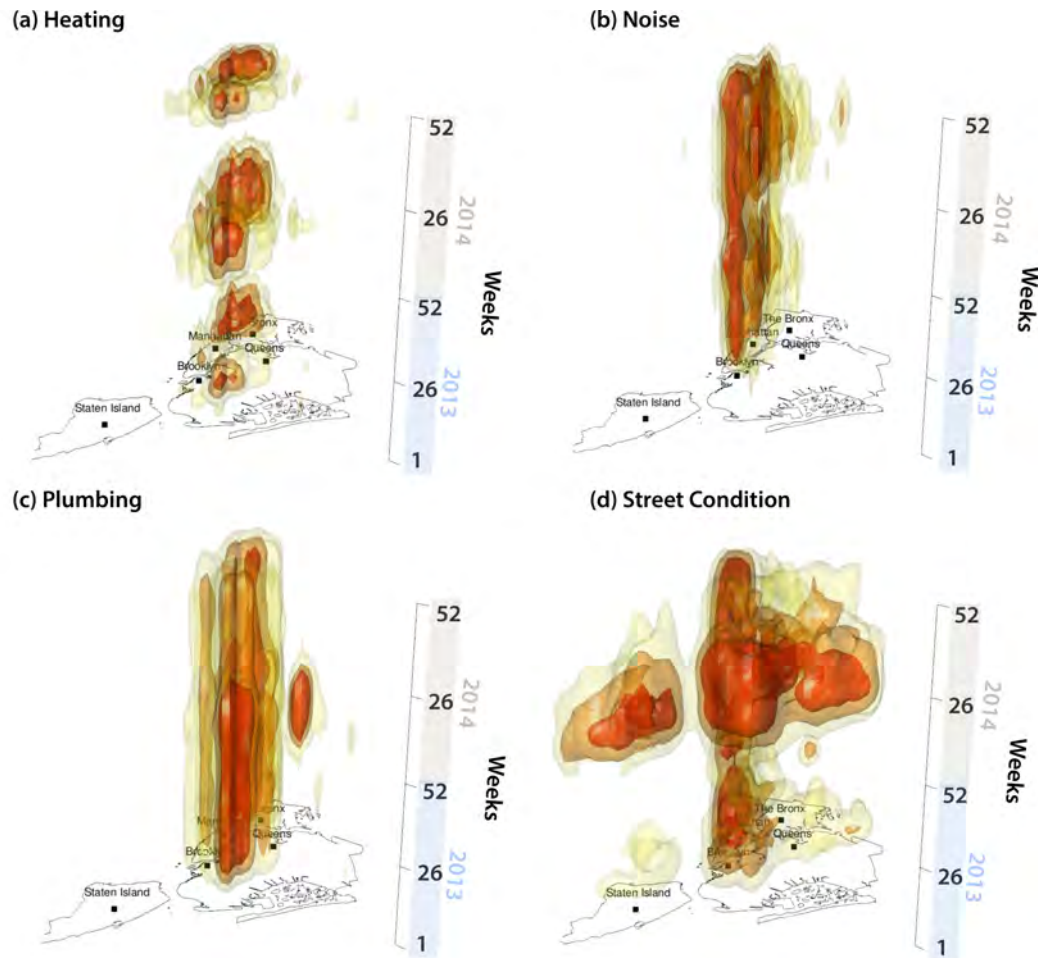 (a) Heating
52
26
2014
52
26
2013
1
Weeks
Bronx
Manhattan
Queens
Brooklyn
Staten Island
(b) Noise
52
26
2014
52
26
2013
1
Weeks
The Bronx
Queens
Brooklyn
Staten Island
(c) Plumbing
52
26
2014
52
26
2013
1
Weeks
Queens
Staten Island
(d) Street Condition
52
26
2014
52
26
2013
1
Weeks
The Bronx
Queens
Staten Island